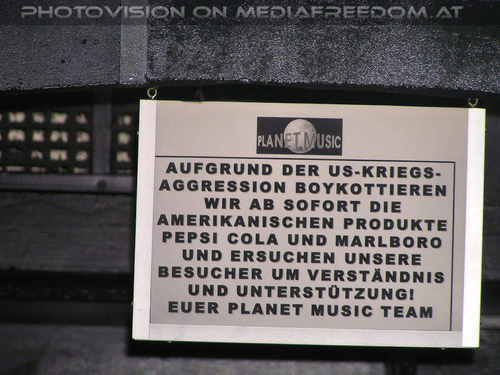 PHOTOVISION ON MEDIAFREEDOM.AT
PLANET.MUSIC
AUFGRUND DER US-KRIEGS-
AGGRESSION BOYKOTTIEREN
WIR AB SOFORT DIE
AMERIKANISCHEN PRODUKTE
PEPSI COLA UND MARLBORO
UND ERSUCHEN UNSERE
BESUCHER UM VERSTÄNDNIS
UND UNTERSTÜTZUNG!
EUER PLANET MUSIC TEAM